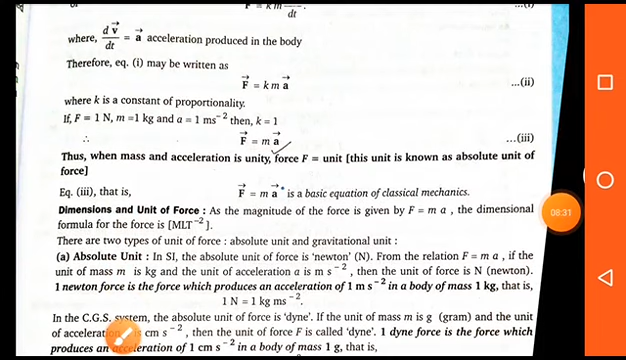 F = k m dt. ...(i)
where, dv/dt = a acceleration produced in the body
Therefore, eq. (i) may be written as
F = k m a ...(ii)
where k is a constant of proportionality.
If, F = 1 N, m =1 kg and a = 1 ms⁻² then, k = 1
∴ F = m a ...(iii)
Thus, when mass and acceleration is unity, force F = unit [this unit is known as absolute unit of
force]
Eq. (iii), that is, F = m a is a basic equation of classical mechanics.
Dimensions and Unit of Force : As the magnitude of the force is given by F = m a , the dimensional
formula for the force is [MLT⁻²].
There are two types of unit of force : absolute unit and gravitational unit :
(a) Absolute Unit : In SI, the absolute unit of force is 'newton' (N). From the relation F = m a, if the
unit of mass m is kg and the unit of acceleration a is m s⁻², then the unit of force is N (newton).
1 newton force is the force which produces an acceleration of 1 m s⁻² in a body of mass 1 kg, that is,
1 N = 1 kg ms⁻².
In the C.G.S. system, the absolute unit of force is 'dyne'. If the unit of mass m is g (gram) and the unit
of acceleration is cm s⁻², then the unit of force F is called 'dyne'. 1 dyne force is the force which
produces an acceleration of 1 cm s⁻² in a body of mass 1 g, that is,
08:31